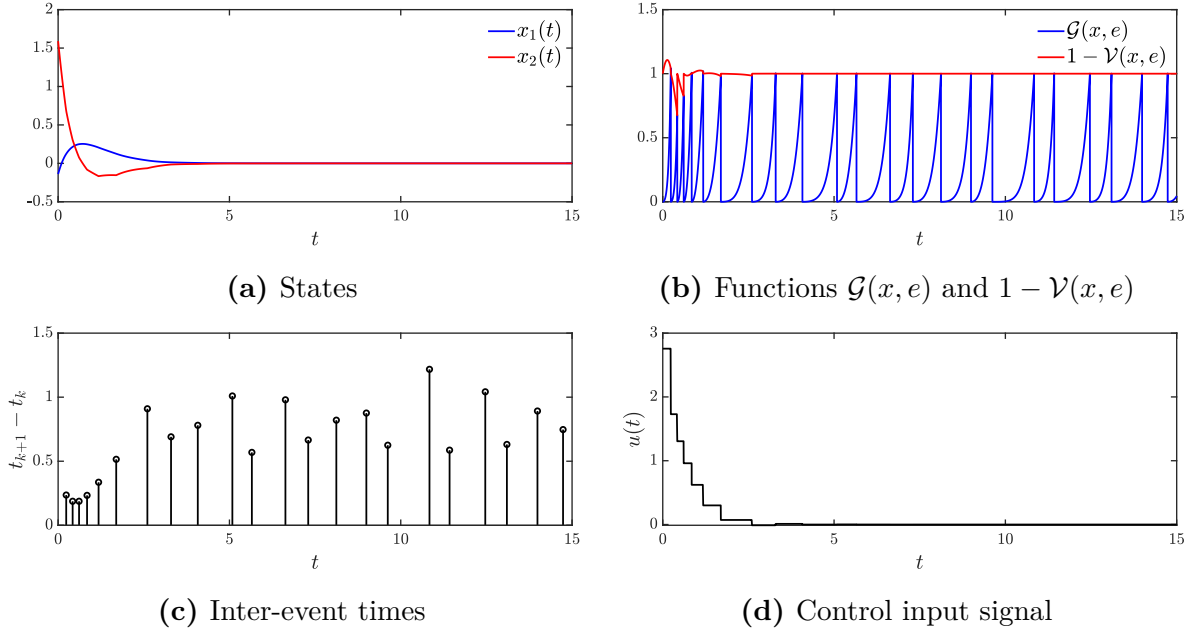 2
1.5
1
0.5
0
-0.5
x₁(t)
x₂(t)
0
5
10
15
t
(a) States
1.5
1
0.5
0
𝒢(x, e)
1 − 𝒱(x, e)
0
5
10
15
t
(b) Functions 𝒢(x, e) and 1 − 𝒱(x, e)
1.5
1
0.5
0
t_{k+1} − t_k
0
5
10
15
t
(c) Inter-event times
3
2
1
0
u(t)
0
5
10
15
t
(d) Control input signal